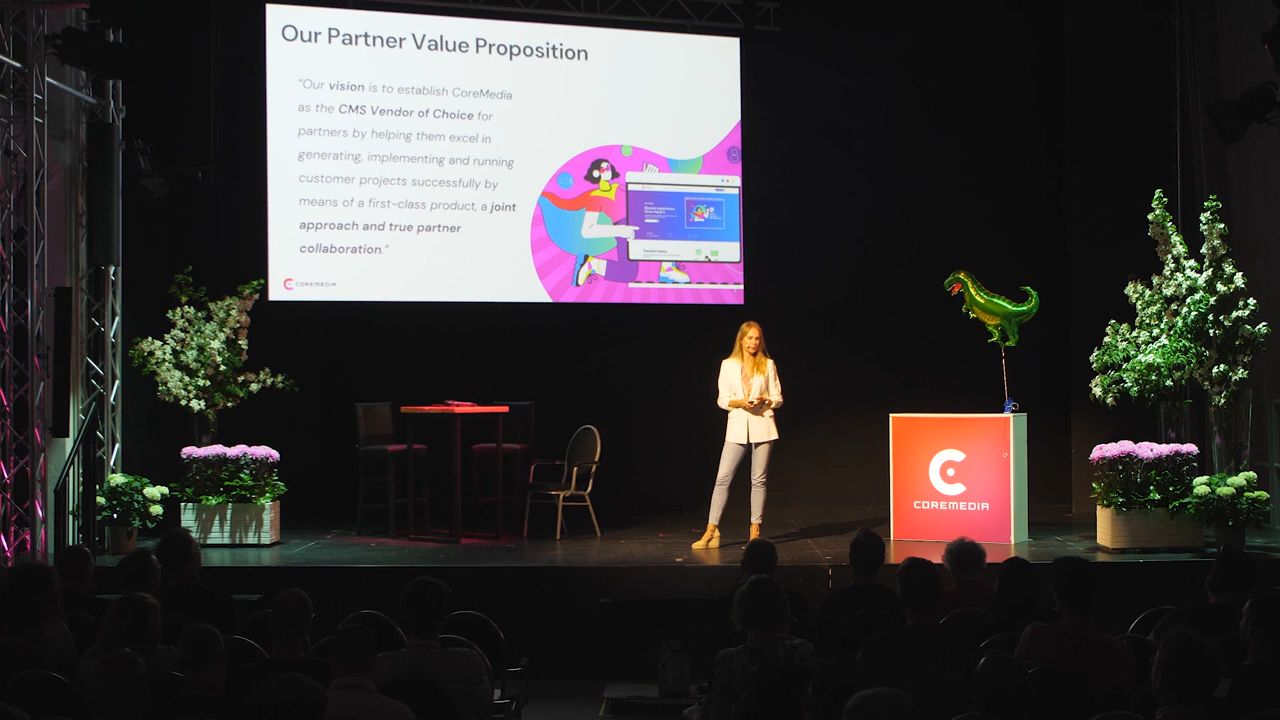 Our Partner Value Proposition
“Our vision is to establish CoreMedia
as the CMS Vendor of Choice for
partners by helping them excel in
generating, implementing and running
customer projects successfully by
means of a first-class product, a joint
approach and true partner
collaboration.”
COREMEDIA
COREMEDIA